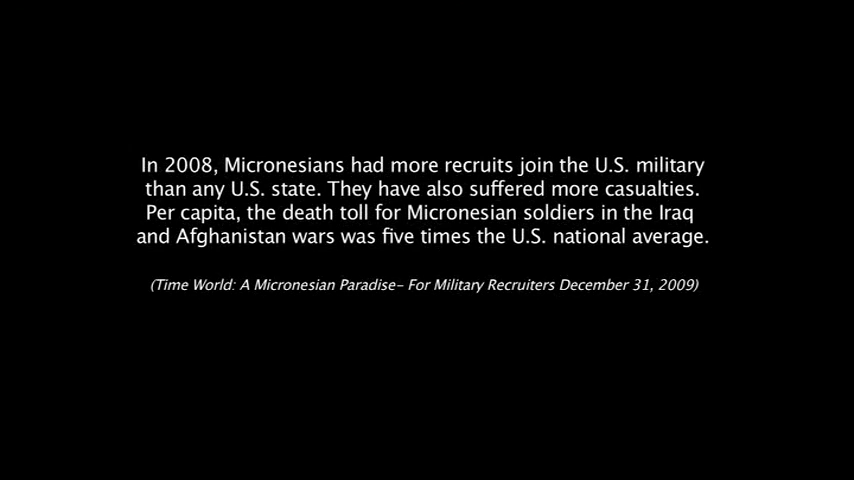 In 2008, Micronesians had more recruits join the U.S. military
than any U.S. state. They have also suffered more casualties.
Per capita, the death toll for Micronesian soldiers in the Iraq
and Afghanistan wars was five times the U.S. national average.
(Time World: A Micronesian Paradise- For Military Recruiters December 31, 2009)